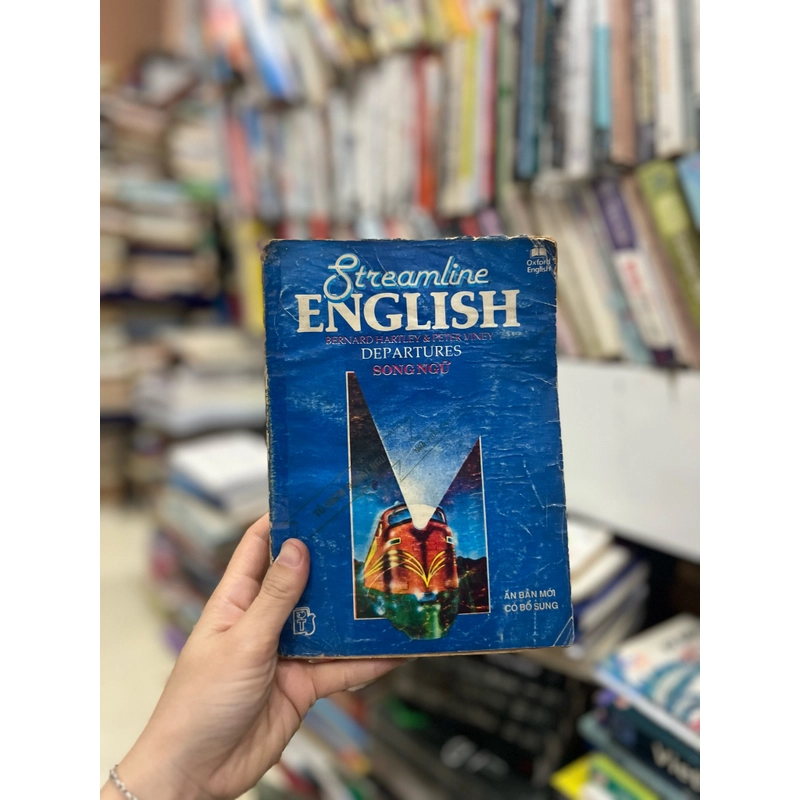 Streamline
ENGLISH
Oxford
English
BERNARD HARTLEY & PETER VINEY
DEPARTURES
SONG NGỮ
ẤN BẢN MỚI
CÓ BỔ SUNG